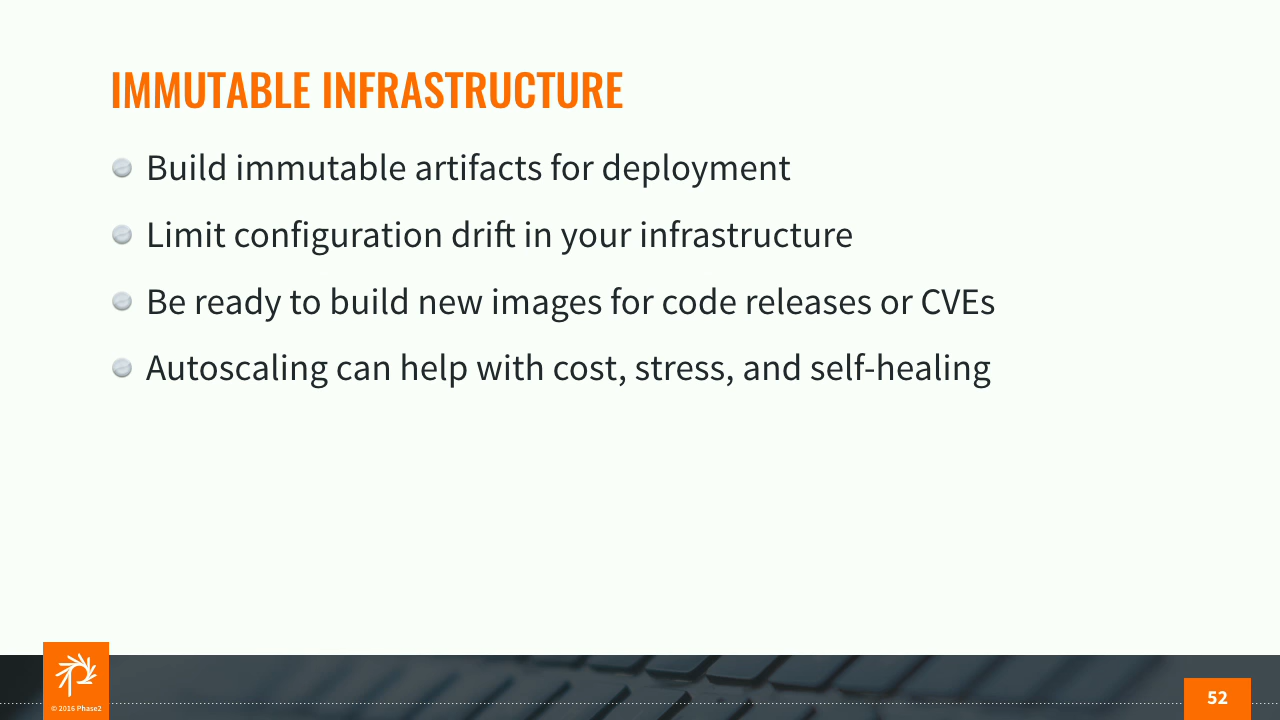 IMMUTABLE INFRASTRUCTURE
Build immutable artifacts for deployment
Limit configuration drift in your infrastructure
Be ready to build new images for code releases or CVEs
Autoscaling can help with cost, stress, and self-healing
© 2016 Phase2
52